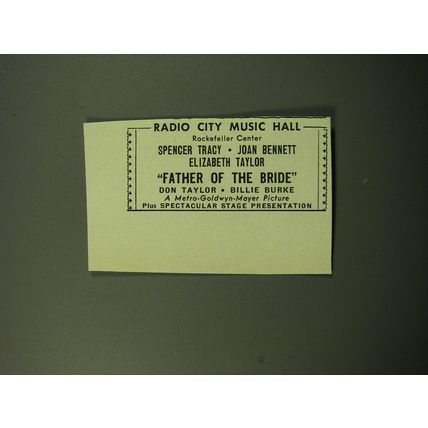 RADIO CITY MUSIC HALL
Rockefeller Center
SPENCER TRACY • JOAN BENNETT
ELIZABETH TAYLOR
"FATHER OF THE BRIDE"
DON TAYLOR • BILLIE BURKE
A Metro-Goldwyn-Mayer Picture
Plus SPECTACULAR STAGE PRESENTATION